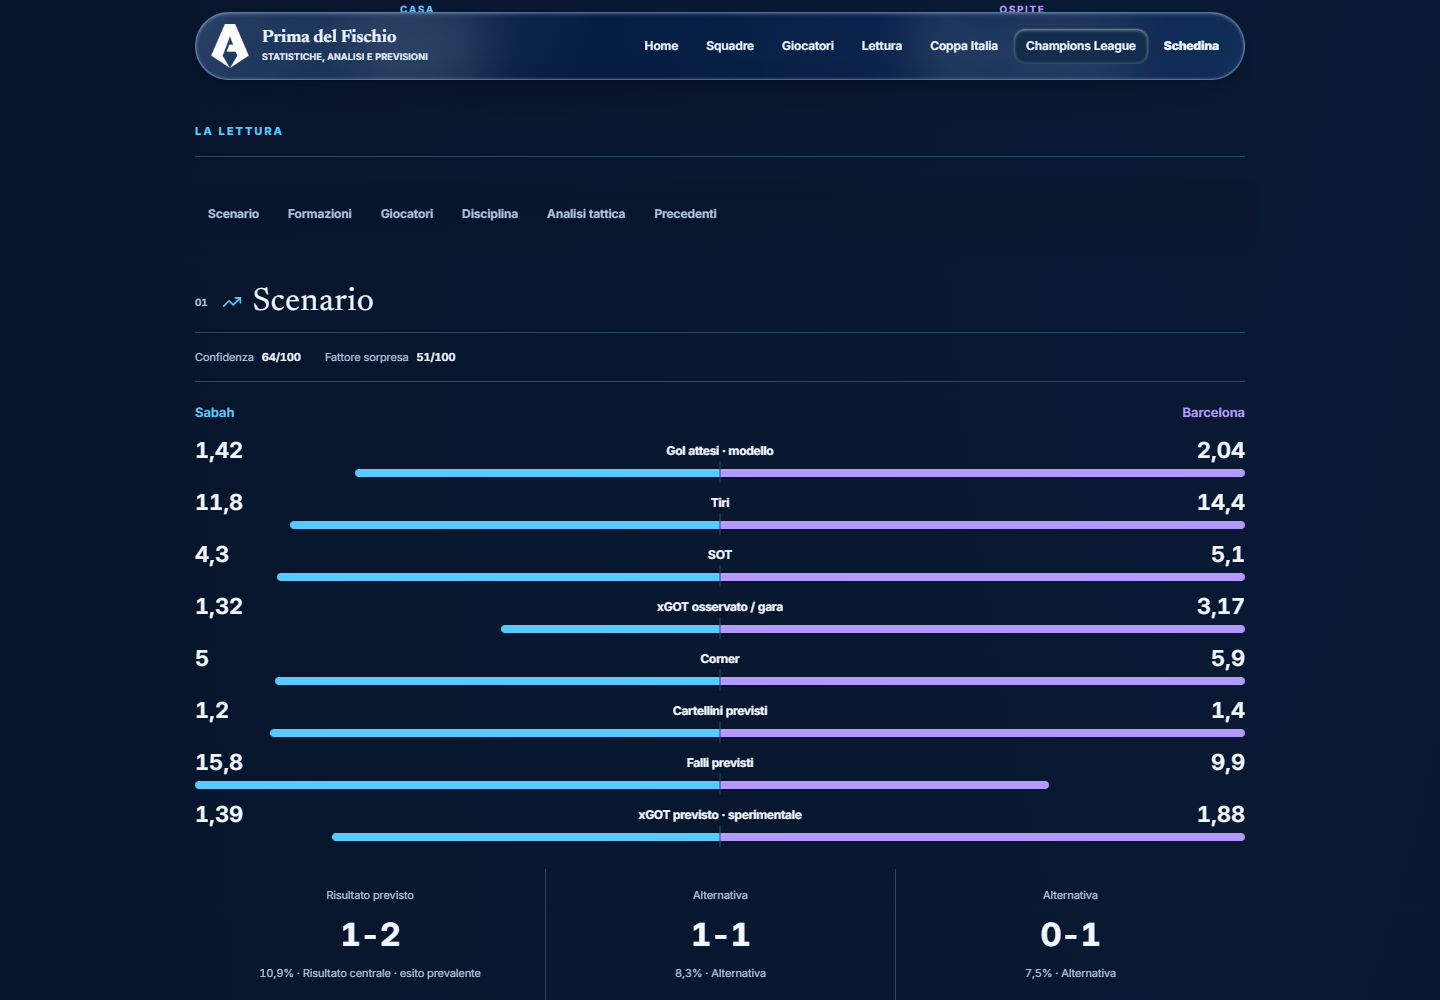 CASA OSPITE
Prima del Fischio
STATISTICHE, ANALISI E PREVISIONI
Home Squadre Giocatori Lettura Coppa Italia Champions League Schedina
LA LETTURA
Scenario Formazioni Giocatori Disciplina Analisi tattica Precedenti
01 Scenario
Confidenza 64/100 Fattore sorpresa 51/100
Sabah Barcelona
1,42 Gol attesi · modello 2,04
11,8 Tiri 14,4
4,3 SOT 5,1
1,32 xGOT osservato / gara 3,17
5 Corner 5,9
1,2 Cartellini previsti 1,4
15,8 Falli previsti 9,9
1,39 xGOT previsto · sperimentale 1,88
Risultato previsto Alternativa Alternativa
1-2 1-1 0-1
10,9% · Risultato centrale · esito prevalente 8,3% · Alternativa 7,5% · Alternativa